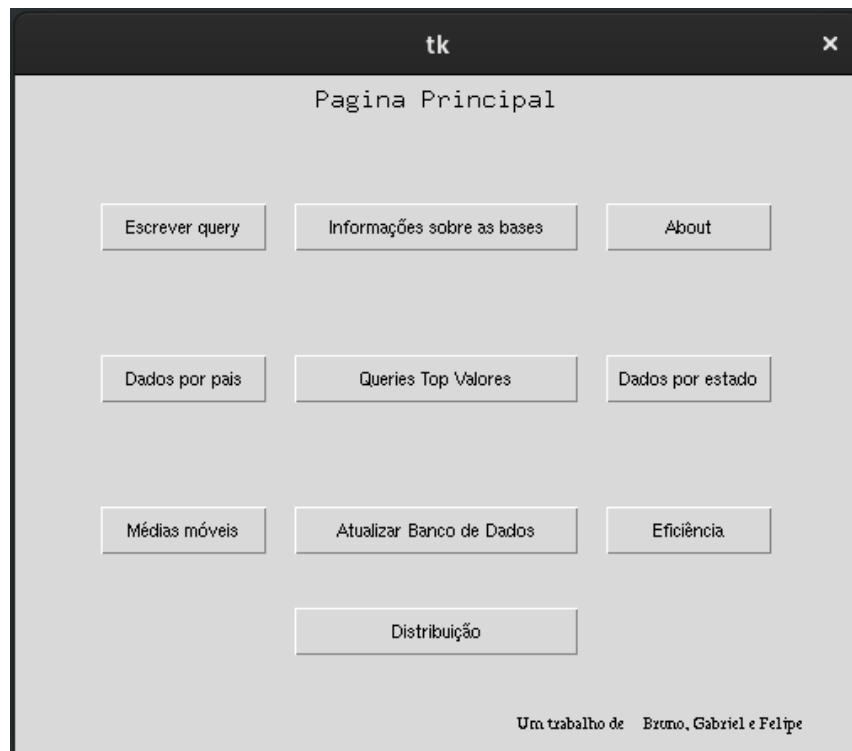 tk
Pagina Principal
Escrever query
Informações sobre as bases
About
Dados por pais
Queries Top Valores
Dados por estado
Médias móveis
Atualizar Banco de Dados
Eficiência
Distribuição
Um trabalho de Bruno, Gabriel e Felipe